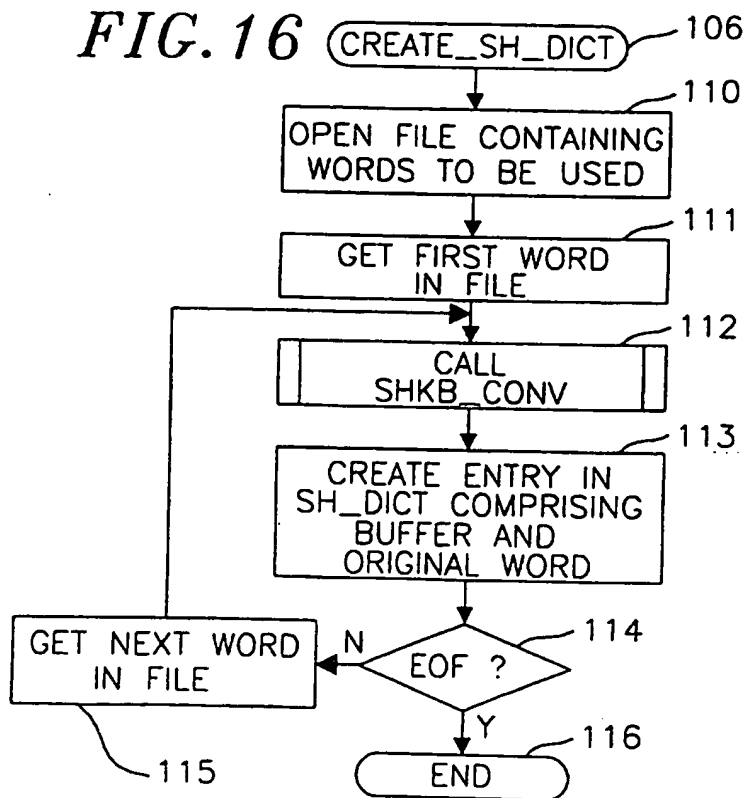 FIG.16
CREATE_SH_DICT
106
110
OPEN FILE CONTAINING
WORDS TO BE USED
111
GET FIRST WORD
IN FILE
112
CALL
SHKB_CONV
113
CREATE ENTRY IN
SH_DICT COMPRISING
BUFFER AND
ORIGINAL WORD
GET NEXT WORD
IN FILE
N
EOF ?
114
115
Y
116
END